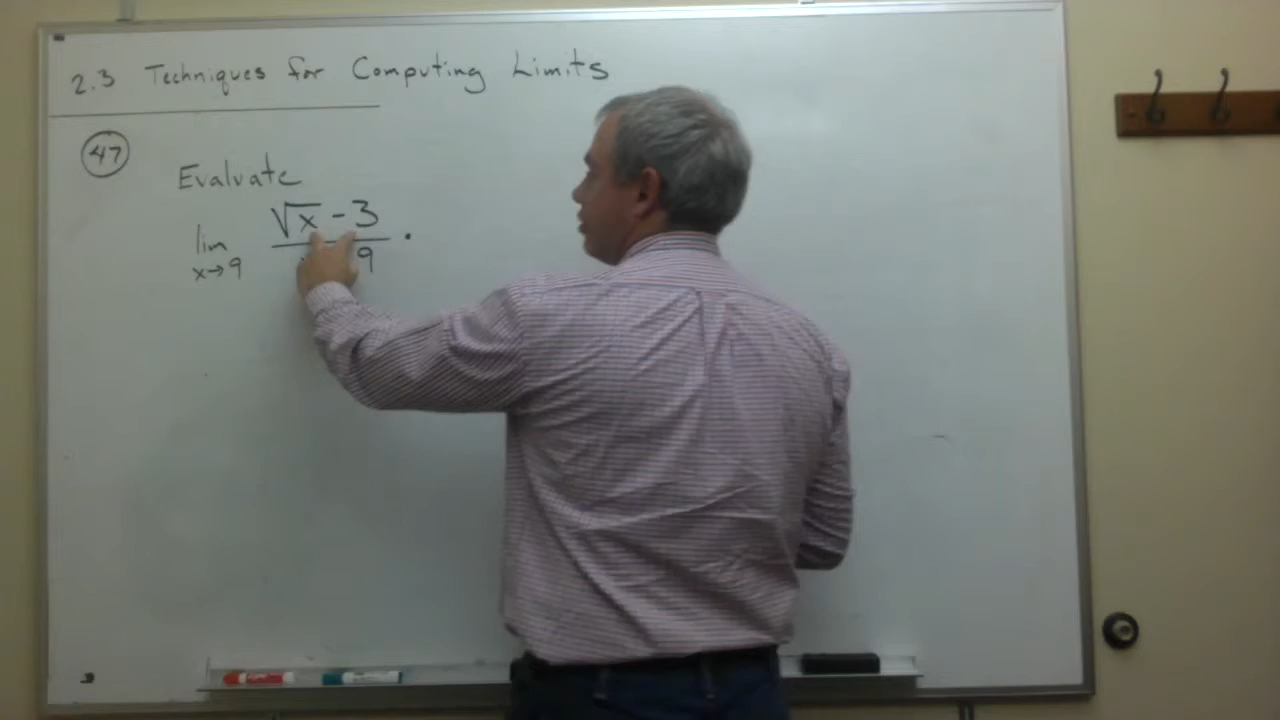 2.3 Techniques for Computing Limits
47
Evaluate
lim x→9 √x - 3 / 9 .